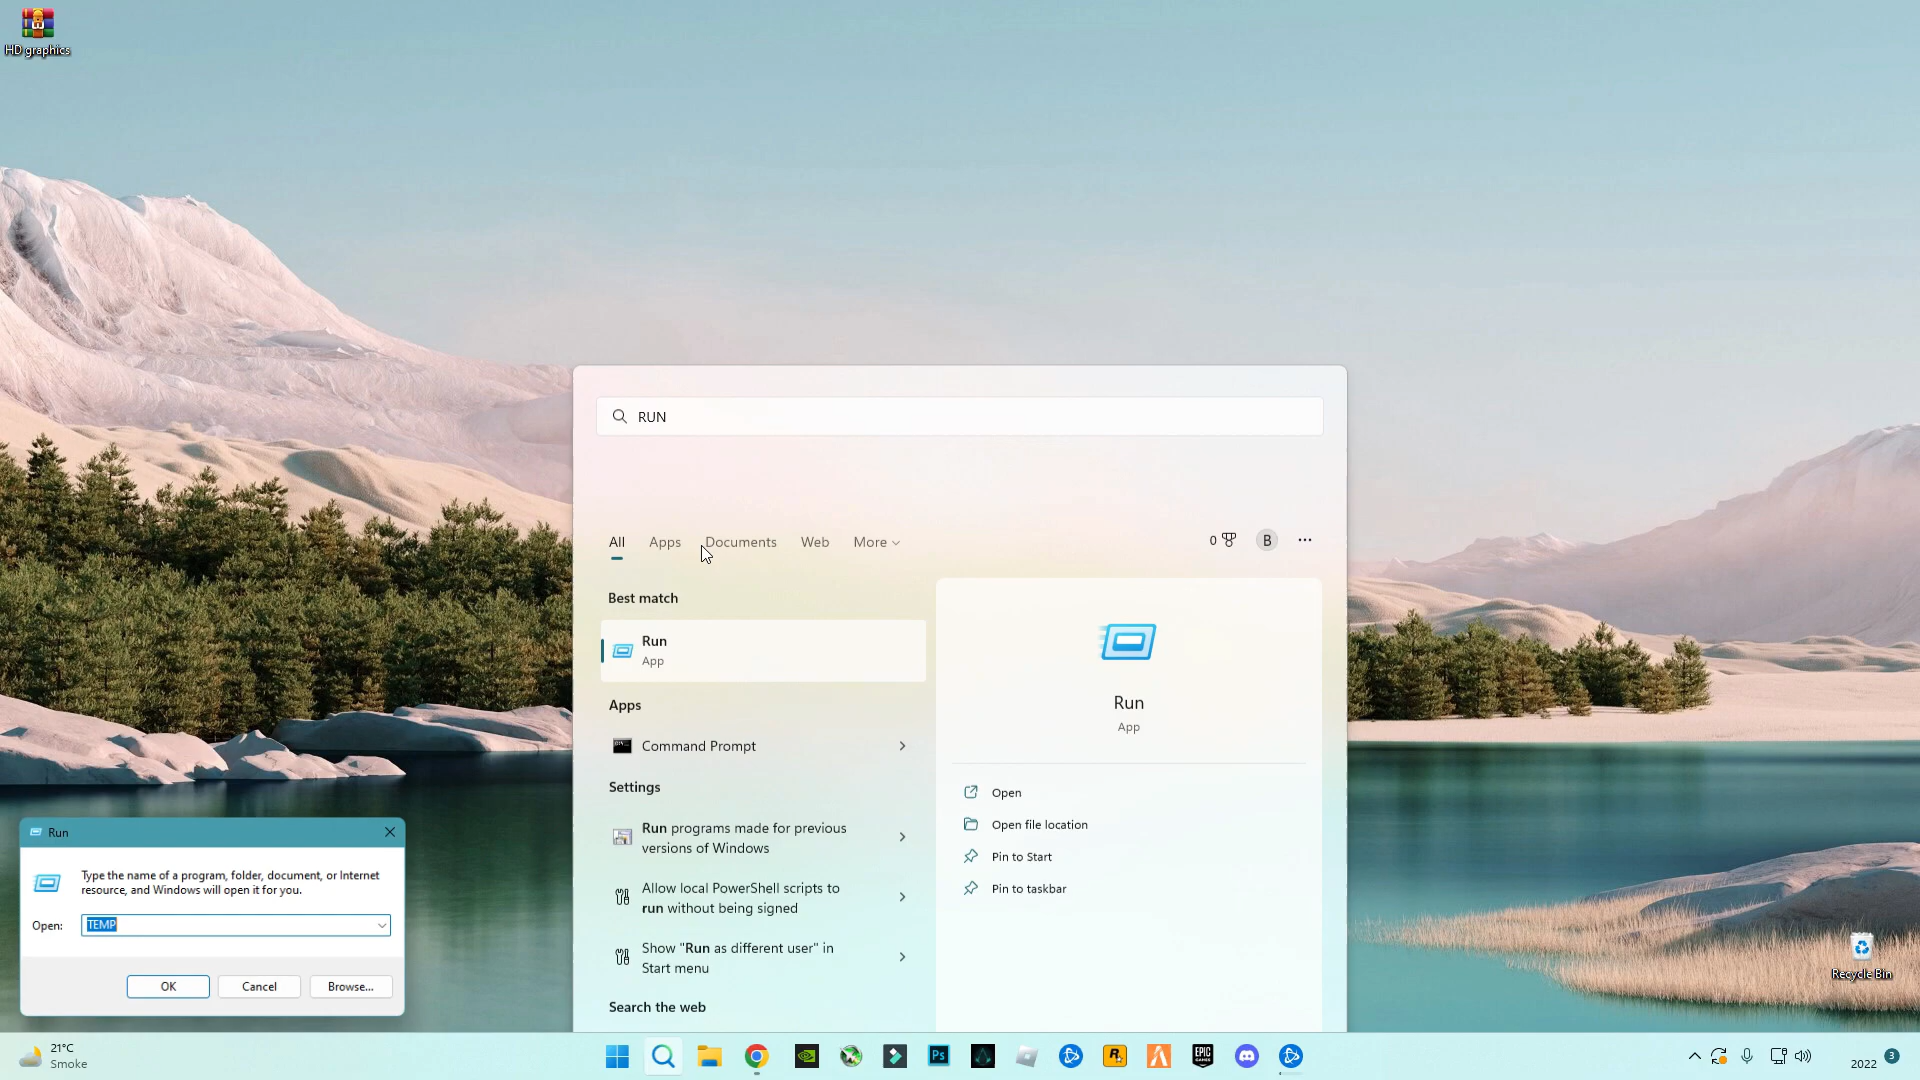 HD graphics
RUN
All Apps Documents Web More
0 B ...
Best match
Run
App
Apps
Command Prompt
Settings
Run programs made for previous
versions of Windows
Allow local PowerShell scripts to
run without being signed
Show "Run as different user" in
Start menu
Search the web
Run
App
Open
Open file location
Pin to Start
Pin to taskbar
Run
Type the name of a program, folder, document, or Internet
resource, and Windows will open it for you.
Open: TEMP
OK Cancel Browse...
Recycle Bin
21°C
Smoke
Ps
R
EPIC
GAMES
2022
3